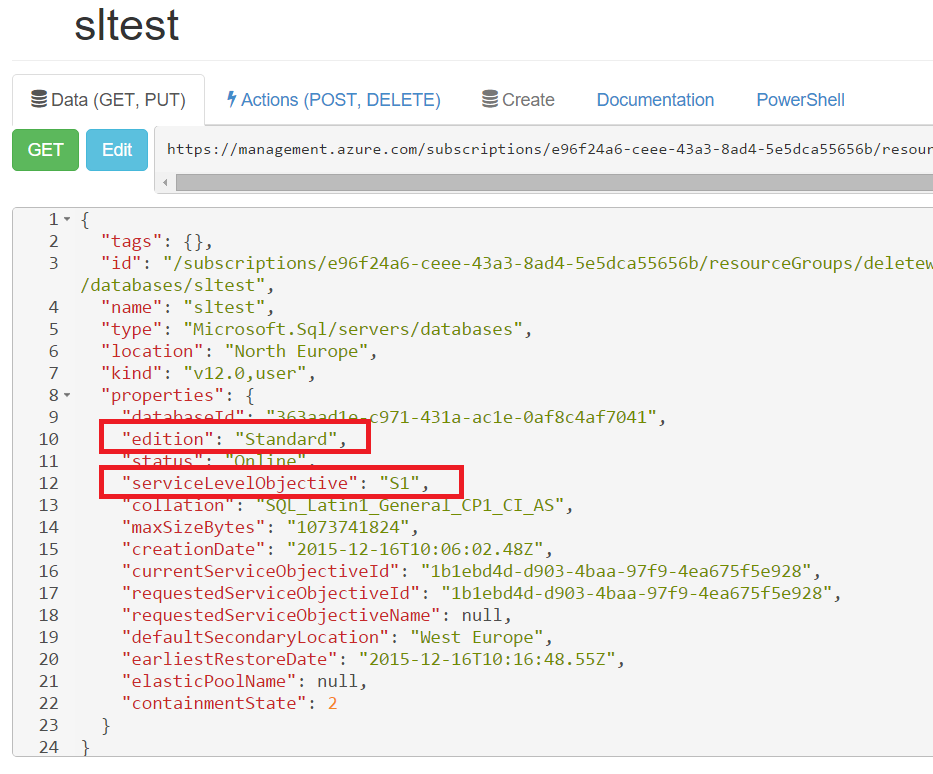 sltest
Data (GET, PUT) Actions (POST, DELETE) Create Documentation PowerShell
GET Edit https://management.azure.com/subscriptions/e96f24a6-ceee-43a3-8ad4-5e5dca55656b/resour
1 {
2 "tags": {},
3 "id": "/subscriptions/e96f24a6-ceee-43a3-8ad4-5e5dca55656b/resourceGroups/deletew
/databases/sltest",
4 "name": "sltest",
5 "type": "Microsoft.Sql/servers/databases",
6 "location": "North Europe",
7 "kind": "v12.0,user",
8 "properties": {
9 "databaseId": "363aad1e-c971-431a-ac1e-0af8c4af7041",
10 "edition": "Standard",
11 "status": "Online",
12 "serviceLevelObjective": "S1",
13 "collation": "SQL_Latin1_General_CP1_CI_AS",
14 "maxSizeBytes": "1073741824",
15 "creationDate": "2015-12-16T10:06:02.48Z",
16 "currentServiceObjectiveId": "1b1ebd4d-d903-4baa-97f9-4ea675f5e928",
17 "requestedServiceObjectiveId": "1b1ebd4d-d903-4baa-97f9-4ea675f5e928",
18 "requestedServiceObjectiveName": null,
19 "defaultSecondaryLocation": "West Europe",
20 "earliestRestoreDate": "2015-12-16T10:16:48.55Z",
21 "elasticPoolName": null,
22 "containmentState": 2
23 }
24 }